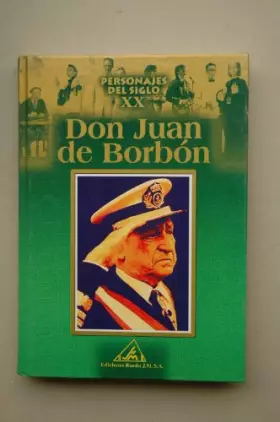 PERSONAJES
DEL SIGLO
XX
Don Juan
de Borbón
Ediciones Rueda J.M, S.A.